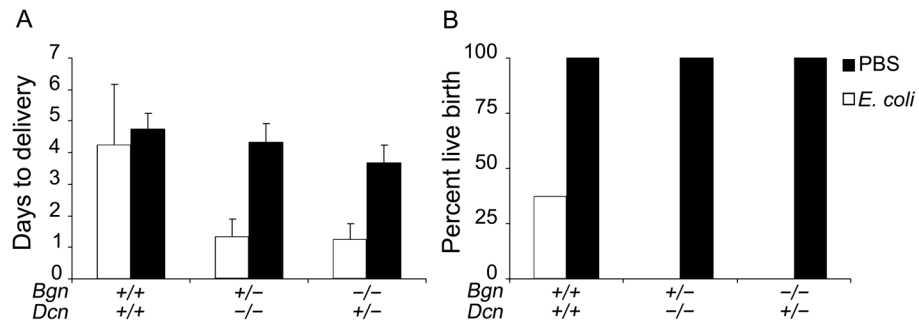 A
Days to delivery
7
6
5
4
3
2
1
0
Bgn +/+ +/− −/−
Dcn +/+ −/− +/−
B
Percent live birth
100
75
50
25
0
Bgn +/+ +/− −/−
Dcn +/+ −/− +/−
PBS
E. coli